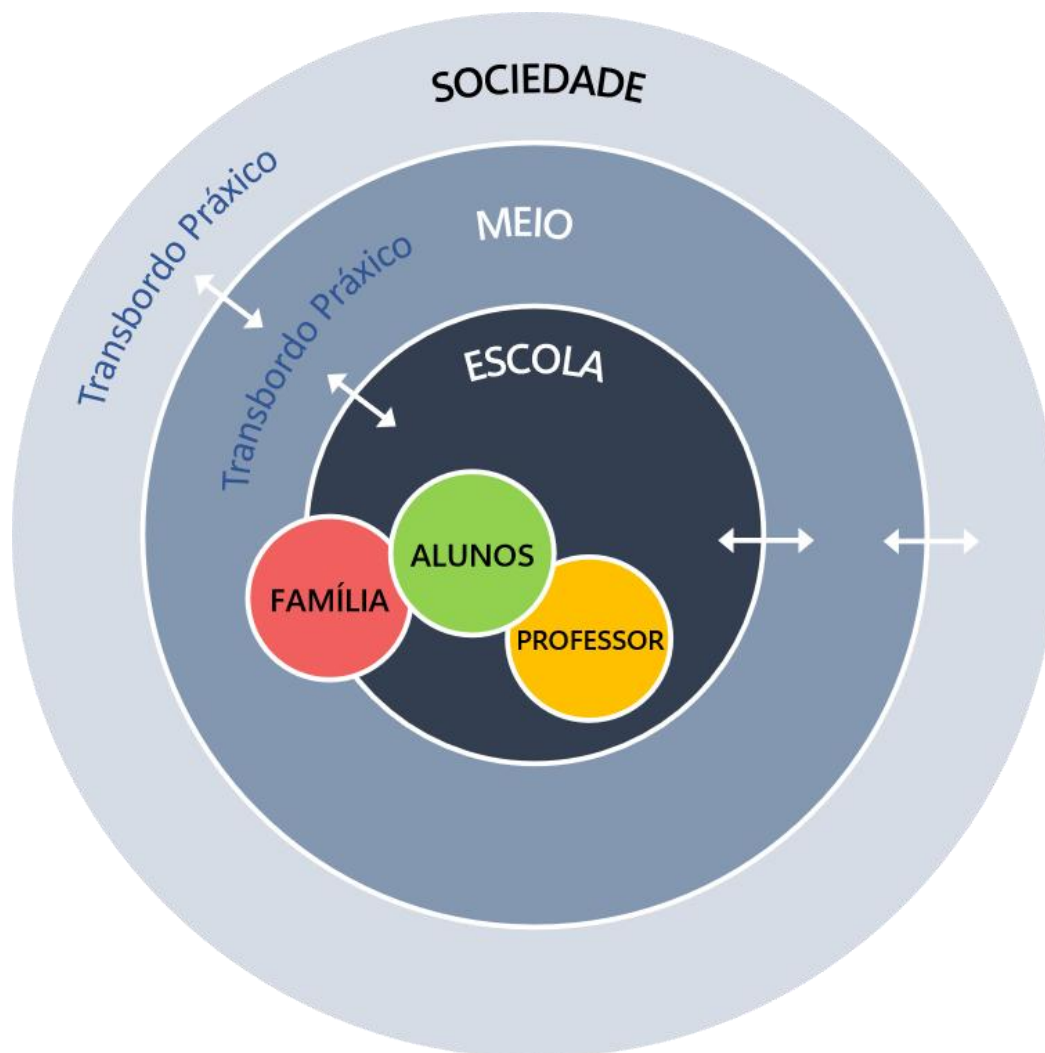 SOCIEDADE
Transbordo Práxico
MEIO
Transbordo Práxico
ESCOLA
ALUNOS
FAMÍLIA
PROFESSOR